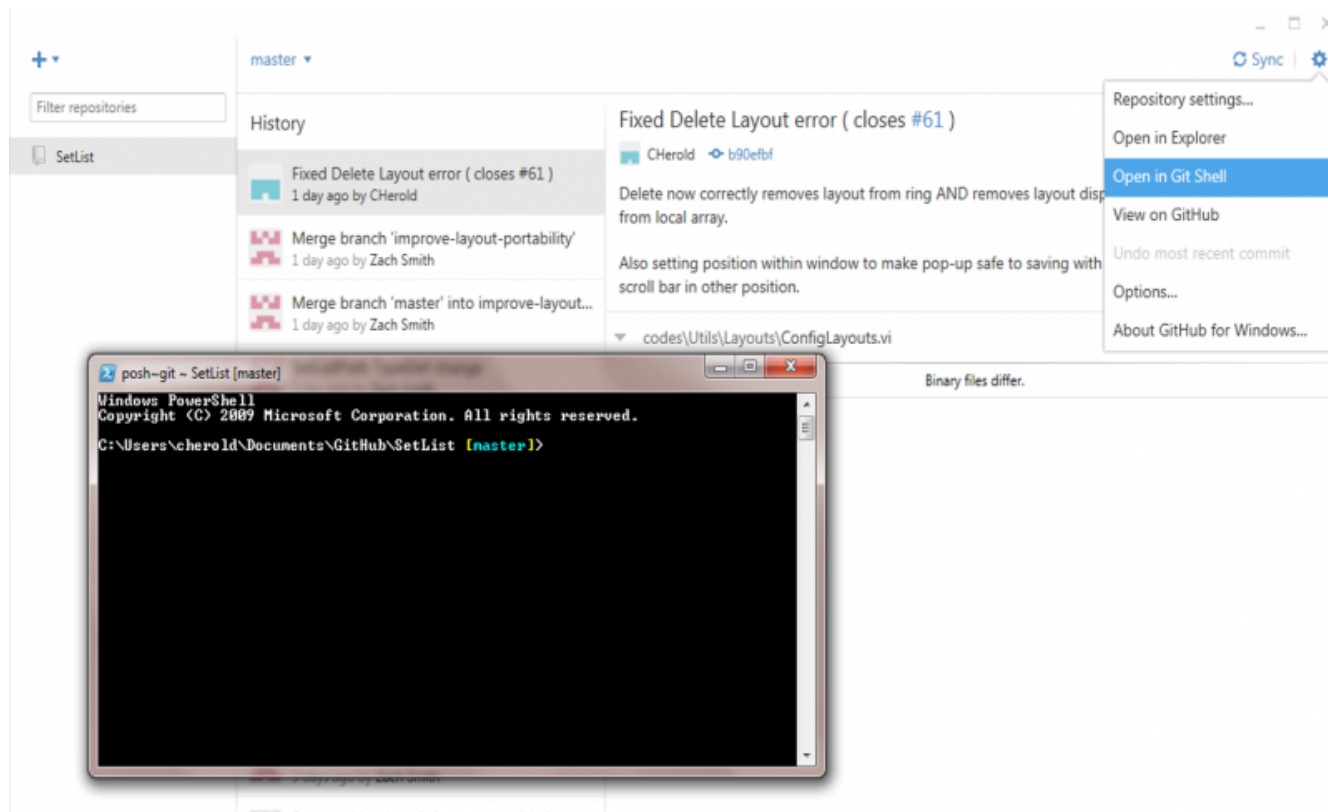 master
Sync
Filter repositories
SetList
History
Fixed Delete Layout error ( closes #61 )
1 day ago by CHerold
Merge branch 'improve-layout-portability'
1 day ago by Zach Smith
Merge branch 'master' into improve-layout...
1 day ago by Zach Smith
Fixed Delete Layout error ( closes #61 )
CHerold b90efbf
Delete now correctly removes layout from ring AND removes layout disp
from local array.
Also setting position within window to make pop-up safe to saving with
scroll bar in other position.
codes\Utils\Layouts\ConfigLayouts.vi
Binary files differ.
Repository settings...
Open in Explorer
Open in Git Shell
View on GitHub
Undo most recent commit
Options...
About GitHub for Windows...
posh~git ~ SetList [master]
Windows PowerShell
Copyright (C) 2009 Microsoft Corporation. All rights reserved.
C:\Users\cherold\Documents\GitHub\SetList [master]>